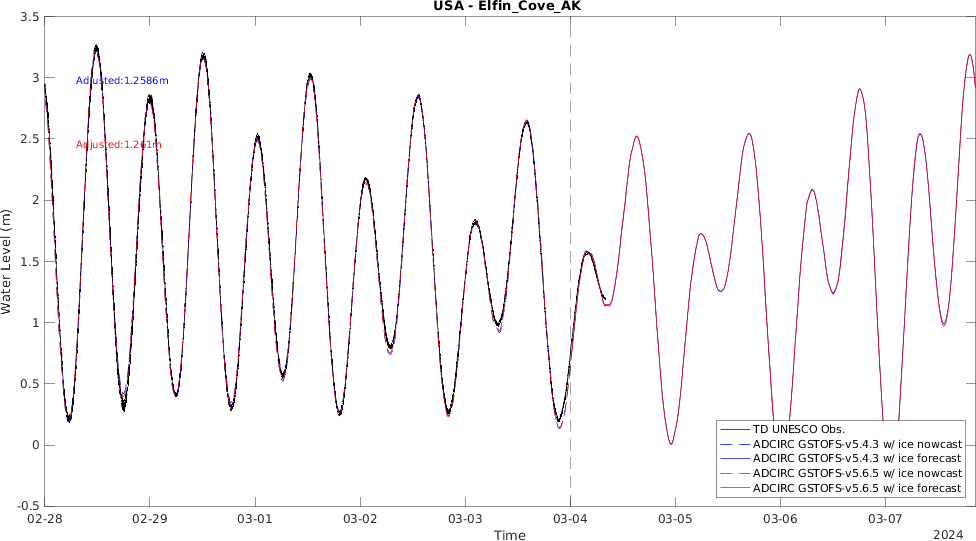 USA - Elfin_Cove_AK
3.5
3
2.5
2
1.5
1
0.5
0
-0.5
Water Level (m)
Adjusted:1.2586m
Adjusted:1.261m
TD UNESCO Obs.
ADCIRC GSTOFS-v5.4.3 w/ ice nowcast
ADCIRC GSTOFS-v5.4.3 w/ ice forecast
ADCIRC GSTOFS-v5.6.5 w/ ice nowcast
ADCIRC GSTOFS-v5.6.5 w/ ice forecast
02-28 02-29 03-01 03-02 03-03 03-04 03-05 03-06 03-07
Time
2024